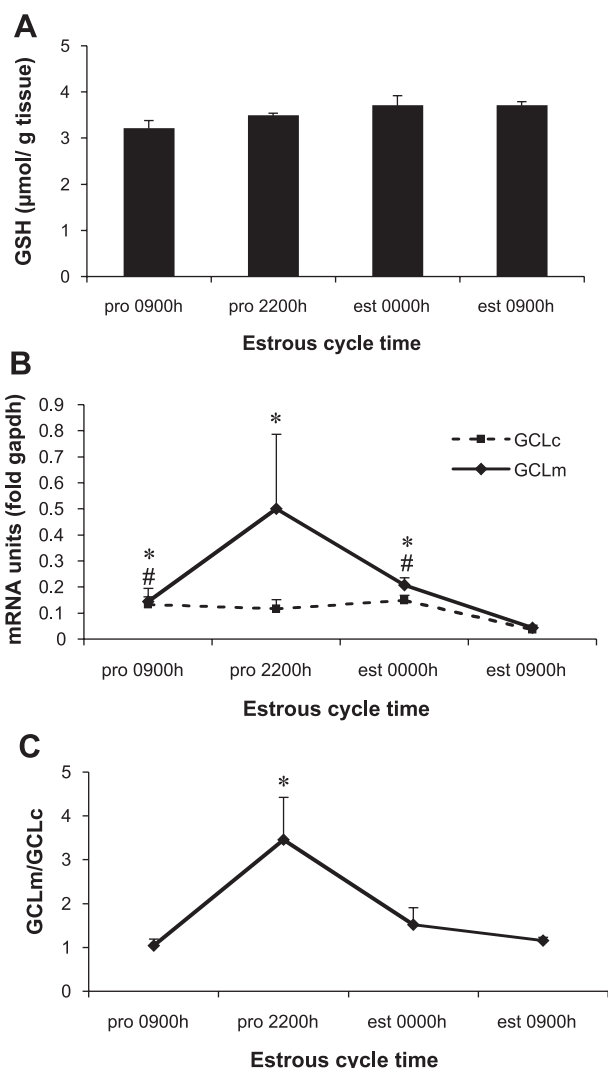 A
GSH (µmol/ g tissue)
5
4
3
2
1
0
pro 0900h pro 2200h est 0000h est 0900h
Estrous cycle time
B
mRNA units (fold gapdh)
0.9
0.8
0.7
0.6
0.5
0.4
0.3
0.2
0.1
0
*
#
*
*
#
GCLc
GCLm
pro 0900h pro 2200h est 0000h est 0900h
Estrous cycle time
C
GCLm/GCLc
5
4
3
2
1
0
*
pro 0900h pro 2200h est 0000h est 0900h
Estrous cycle time